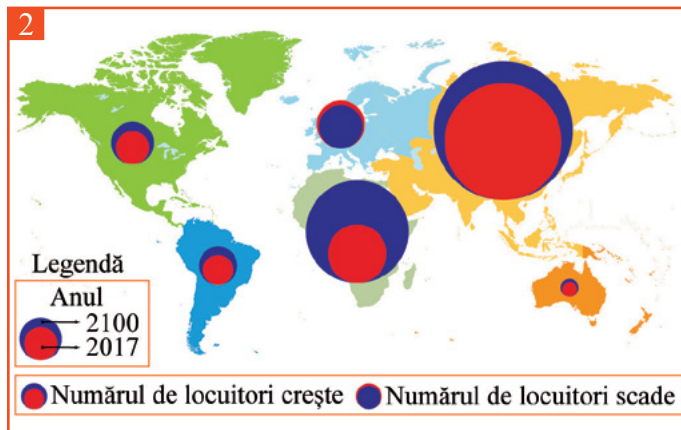 2
Legendă
Anul
2100
2017
Numărul de locuitori crește
Numărul de locuitori scade